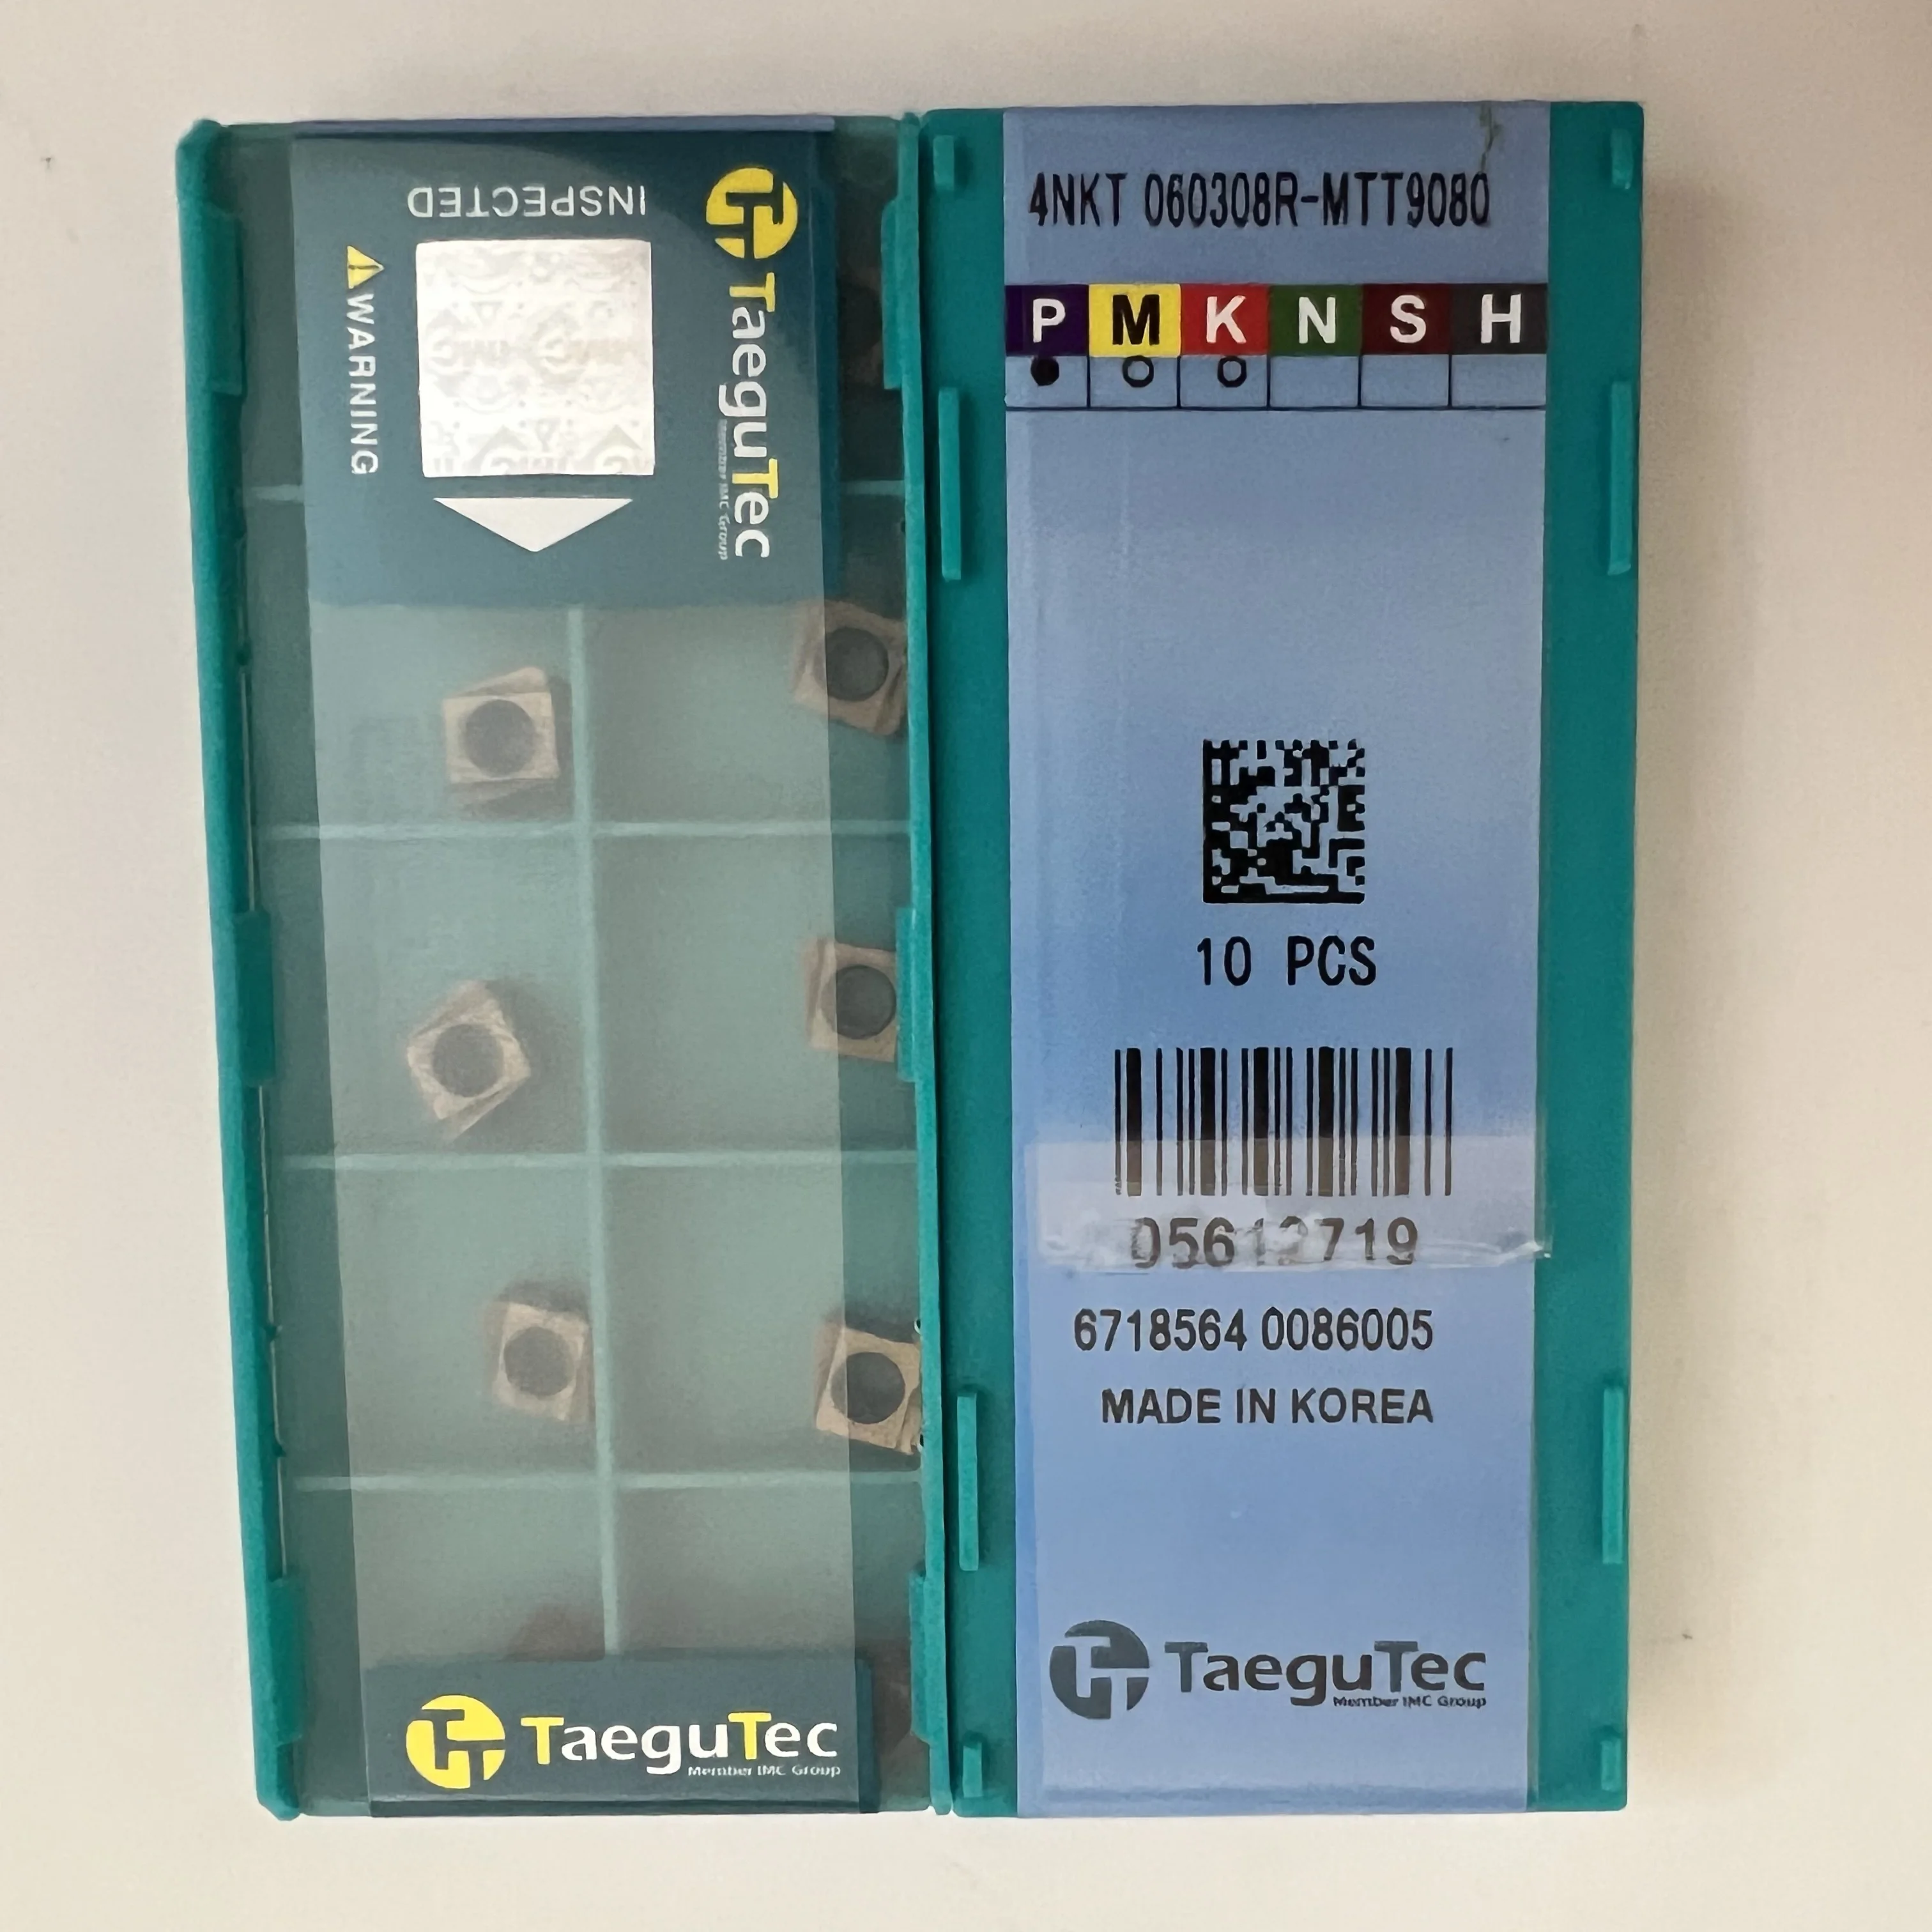 INSPECTED
WARNING
TaeguTec
Member IMC Group
TaeguTec
Member IMC Group
4NKT 060308R-MTT9080
P M K N S H
10 PCS
6718564 0086005
MADE IN KOREA
TaeguTec
Member IMC Group